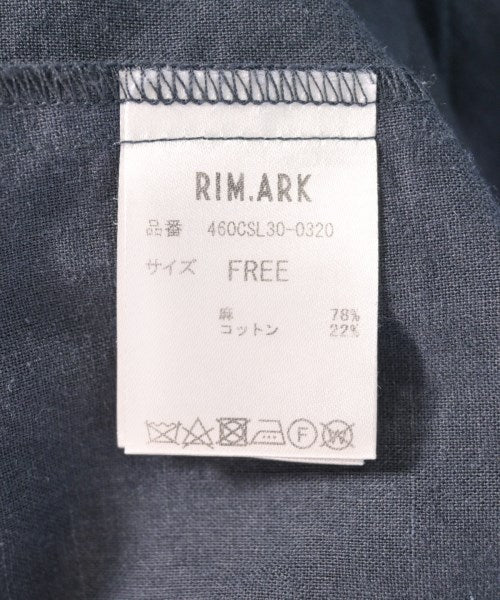 RIM.ARK
品番 460CSL30-0320
サイズ FREE
麻 78%
コットン 22%
F W